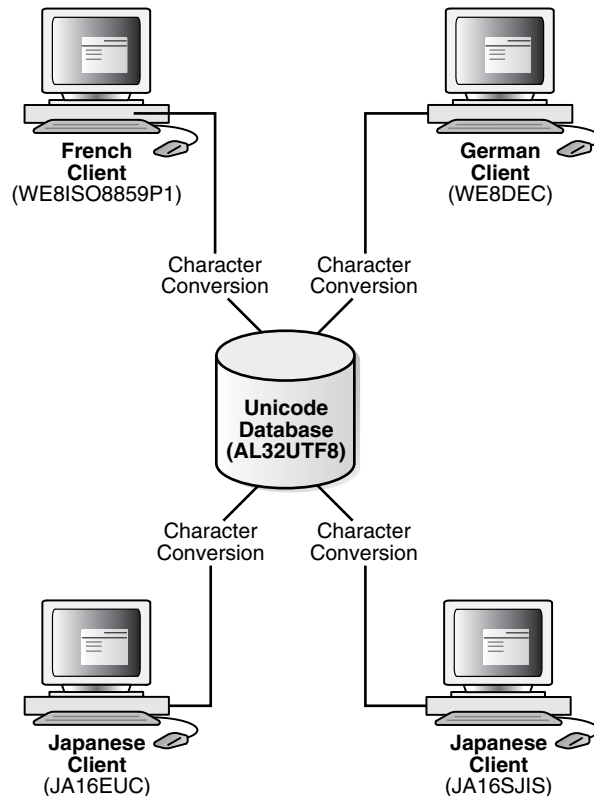 French
Client
(WE8ISO8859P1)
German
Client
(WE8DEC)
Character
Conversion
Character
Conversion
Unicode
Database
(AL32UTF8)
Character
Conversion
Character
Conversion
Japanese
Client
(JA16EUC)
Japanese
Client
(JA16SJIS)